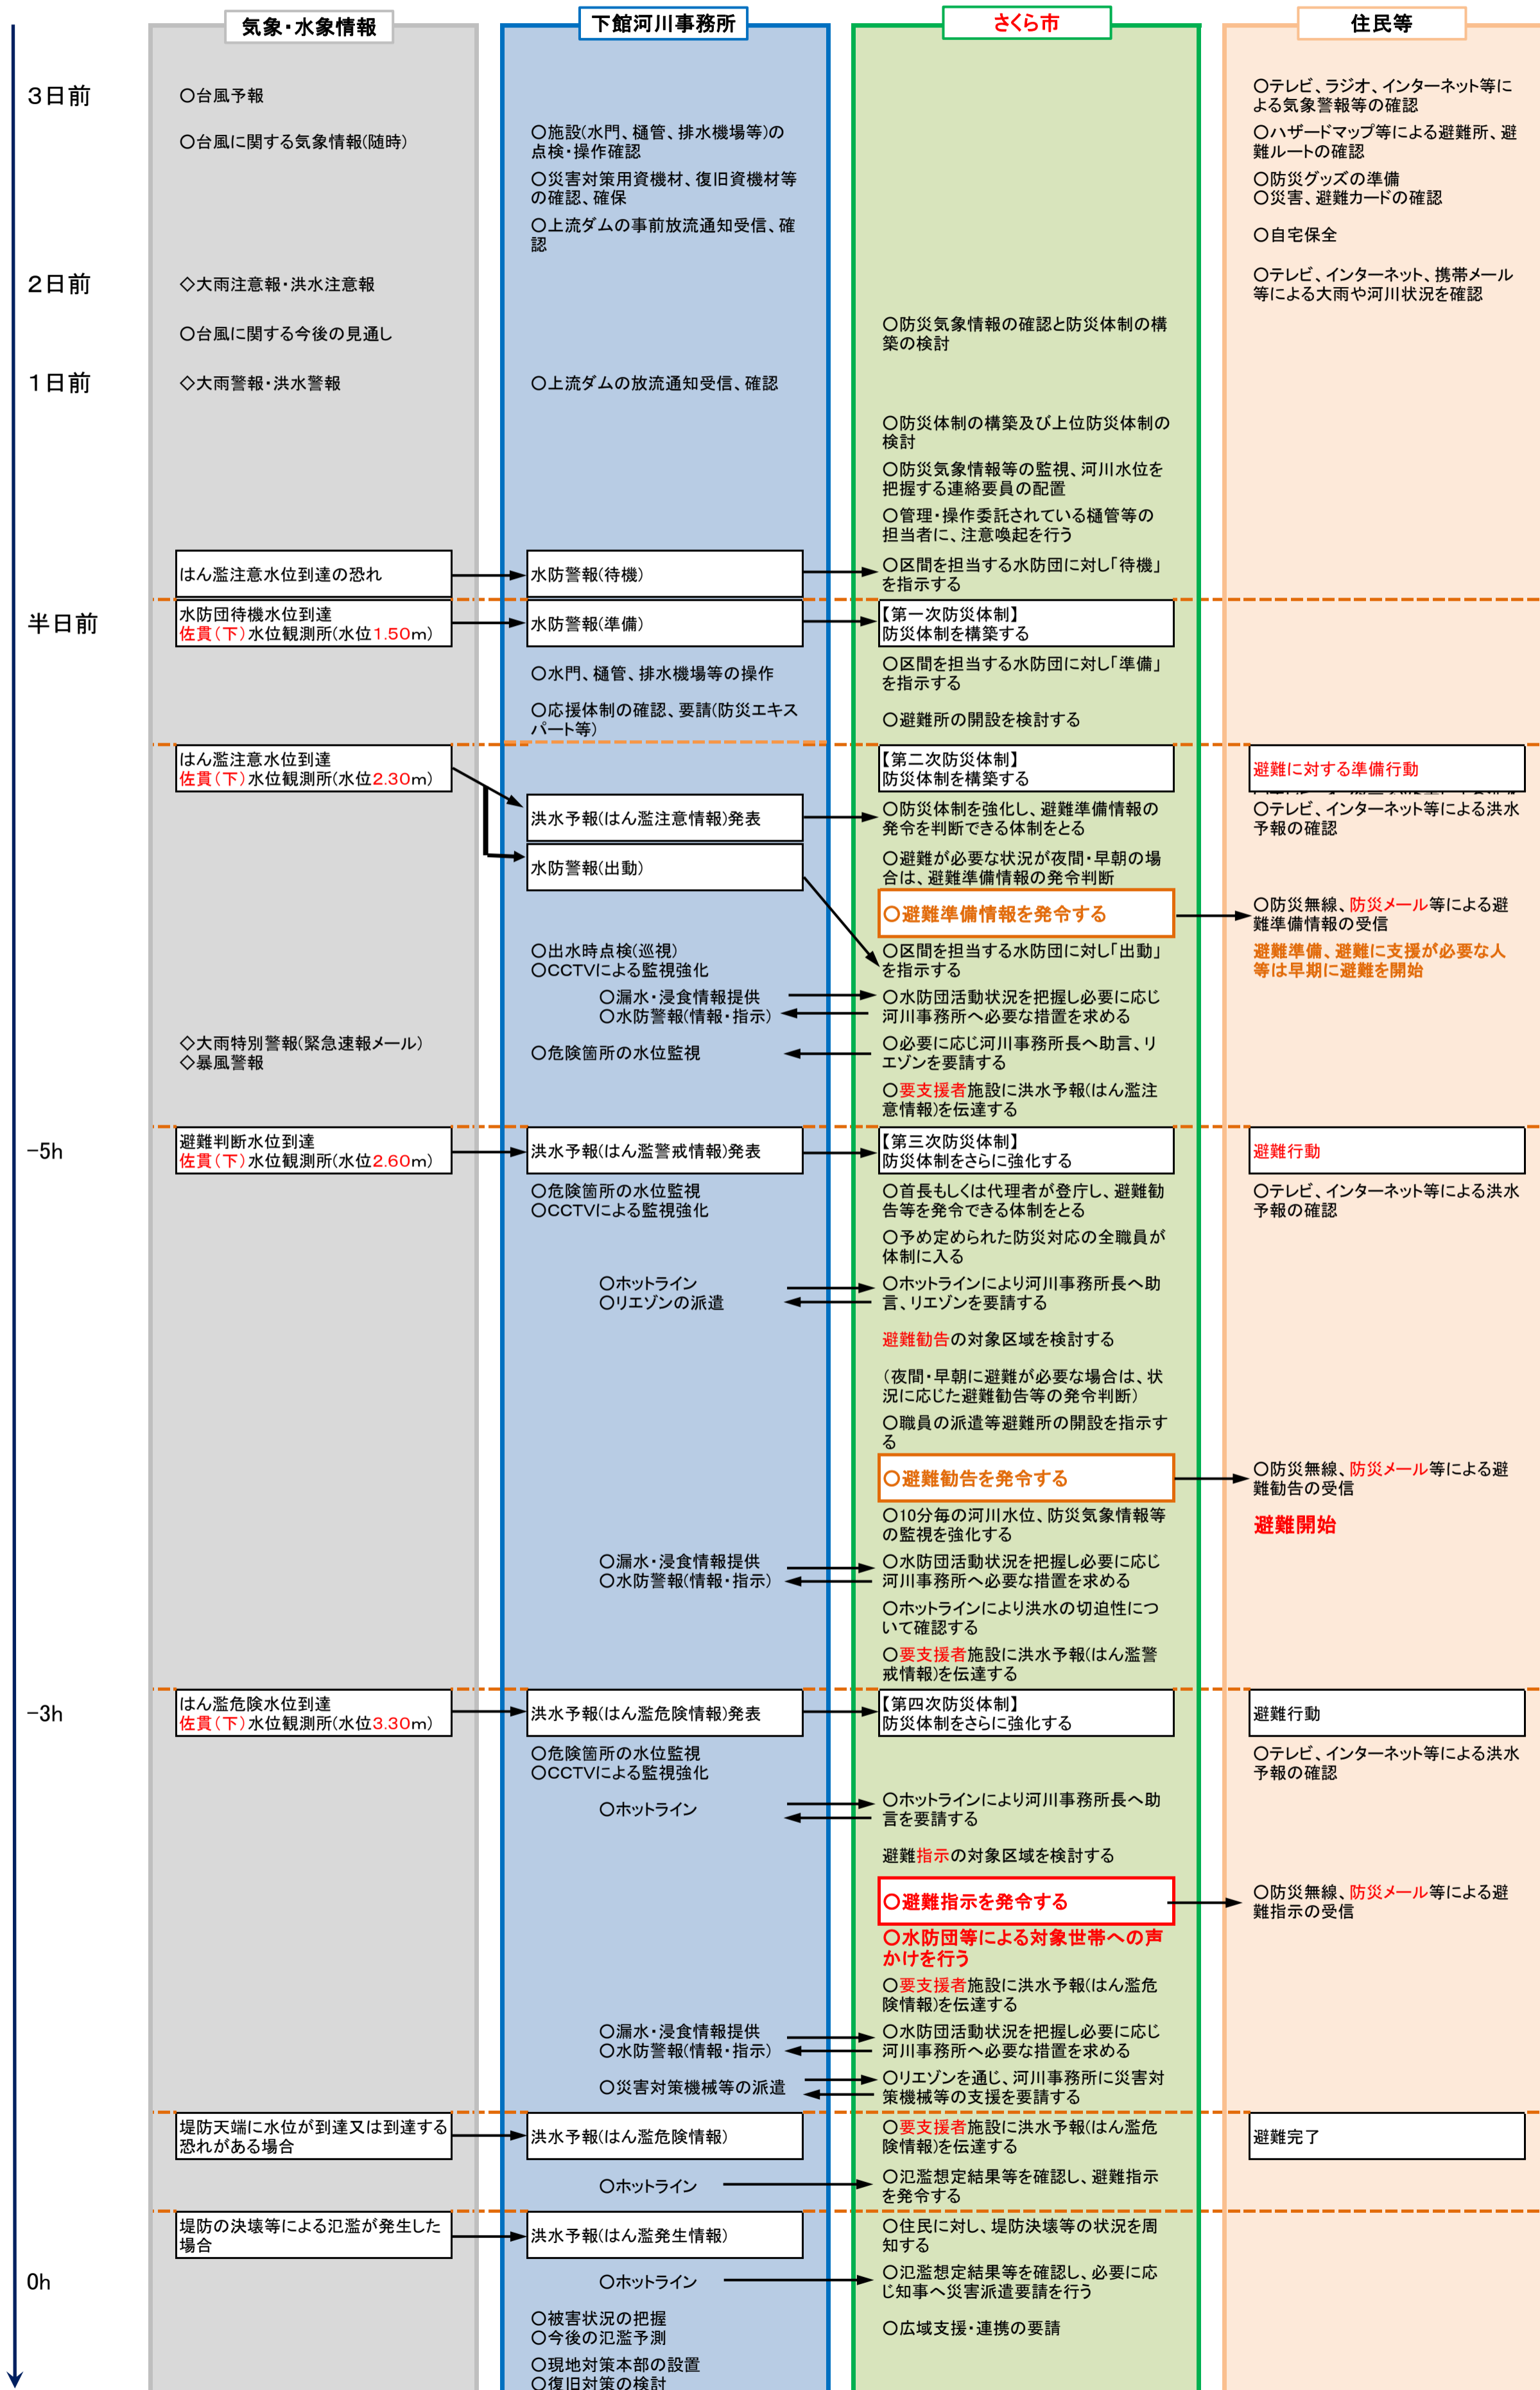 気象・水象情報
下館河川事務所
さくら市
住民等
3日前
○台風予報
○テレビ、ラジオ、インターネット等に
よる気象警報等の確認
○台風に関する気象情報(随時)
○施設(水門、樋管、排水機場等)の
点検・操作確認
○ハザードマップ等による避難所、避
難ルートの確認
○災害対策用資機材、復旧資機材等
の確認、確保
○防災グッズの準備
○災害、避難カードの確認
○上流ダムの事前放流通知受信、確
認
○自宅保全
2日前
◇大雨注意報・洪水注意報
○テレビ、インターネット、携帯メール
等による大雨や河川状況を確認
○台風に関する今後の見通し
○防災気象情報の確認と防災体制の構
築の検討
1日前
◇大雨警報・洪水警報
○上流ダムの放流通知受信、確認
○防災体制の構築及び上位防災体制の
検討
○防災気象情報等の監視、河川水位を
把握する連絡要員の配置
○管理・操作委託されている樋管等の
担当者に、注意喚起を行う
はん濫注意水位到達の恐れ
水防警報(待機)
○区間を担当する水防団に対し「待機」
を指示する
半日前
水防団待機水位到達
佐貫(下)水位観測所(水位1.50m)
水防警報(準備)
【第一次防災体制】
防災体制を構築する
○水門、樋管、排水機場等の操作
○区間を担当する水防団に対し「準備」
を指示する
○応援体制の確認、要請(防災エキス
パート等)
○避難所の開設を検討する
はん濫注意水位到達
佐貫(下)水位観測所(水位2.30m)
【第二次防災体制】
防災体制を構築する
避難に対する準備行動
洪水予報(はん濫注意情報)発表
○防災体制を強化し、避難準備情報の
発令を判断できる体制をとる
○テレビ、インターネット等による洪水
予報の確認
水防警報(出動)
○避難が必要な状況が夜間・早朝の場
合は、避難準備情報の発令判断
○避難準備情報を発令する
○防災無線、防災メール等による避
難準備情報の受信
○出水時点検(巡視)
○CCTVによる監視強化
○区間を担当する水防団に対し「出動」
を指示する
避難準備、避難に支援が必要な人
等は早期に避難を開始
○漏水・浸食情報提供
○水防警報(情報・指示)
○水防団活動状況を把握し必要に応じ
河川事務所へ必要な措置を求める
◇大雨特別警報(緊急速報メール)
◇暴風警報
○危険箇所の水位監視
○必要に応じ河川事務所長へ助言、リ
エゾンを要請する
○要支援者施設に洪水予報(はん濫注
意情報)を伝達する
-5h
避難判断水位到達
佐貫(下)水位観測所(水位2.60m)
洪水予報(はん濫警戒情報)発表
【第三次防災体制】
防災体制をさらに強化する
避難行動
○危険箇所の水位監視
○CCTVによる監視強化
○首長もしくは代理者が登庁し、避難勧
告等を発令できる体制をとる
○テレビ、インターネット等による洪水
予報の確認
○予め定められた防災対応の全職員が
体制に入る
○ホットライン
○リエゾンの派遣
○ホットラインにより河川事務所長へ助
言、リエゾンを要請する
避難勧告の対象区域を検討する
(夜間・早朝に避難が必要な場合は、状
況に応じた避難勧告等の発令判断)
○職員の派遣等避難所の開設を指示す
る
○避難勧告を発令する
○防災無線、防災メール等による避
難勧告の受信
○10分毎の河川水位、防災気象情報等
の監視を強化する
避難開始
○漏水・浸食情報提供
○水防警報(情報・指示)
○水防団活動状況を把握し必要に応じ
河川事務所へ必要な措置を求める
○ホットラインにより洪水の切迫性につ
いて確認する
○要支援者施設に洪水予報(はん濫警
戒情報)を伝達する
-3h
はん濫危険水位到達
佐貫(下)水位観測所(水位3.30m)
洪水予報(はん濫危険情報)発表
【第四次防災体制】
防災体制をさらに強化する
避難行動
○危険箇所の水位監視
○CCTVによる監視強化
○テレビ、インターネット等による洪水
予報の確認
○ホットライン
○ホットラインにより河川事務所長へ助
言を要請する
避難指示の対象区域を検討する
○避難指示を発令する
○防災無線、防災メール等による避
難指示の受信
○水防団等による対象世帯への声
かけを行う
○要支援者施設に洪水予報(はん濫危
険情報)を伝達する
○漏水・浸食情報提供
○水防警報(情報・指示)
○水防団活動状況を把握し必要に応じ
河川事務所へ必要な措置を求める
○災害対策機械等の派遣
○リエゾンを通じ、河川事務所に災害対
策機械等の支援を要請する
堤防天端に水位が到達又は到達する
恐れがある場合
洪水予報(はん濫危険情報)
○要支援者施設に洪水予報(はん濫危
険情報)を伝達する
避難完了
○ホットライン
○氾濫想定結果等を確認し、避難指示
を発令する
堤防の決壊等による氾濫が発生した
場合
洪水予報(はん濫発生情報)
○住民に対し、堤防決壊等の状況を周
知する
0h
○ホットライン
○氾濫想定結果等を確認し、必要に応
じ知事へ災害派遣要請を行う
○被害状況の把握
○今後の氾濫予測
○広域支援・連携の要請
○現地対策本部の設置
○復旧対策の検討